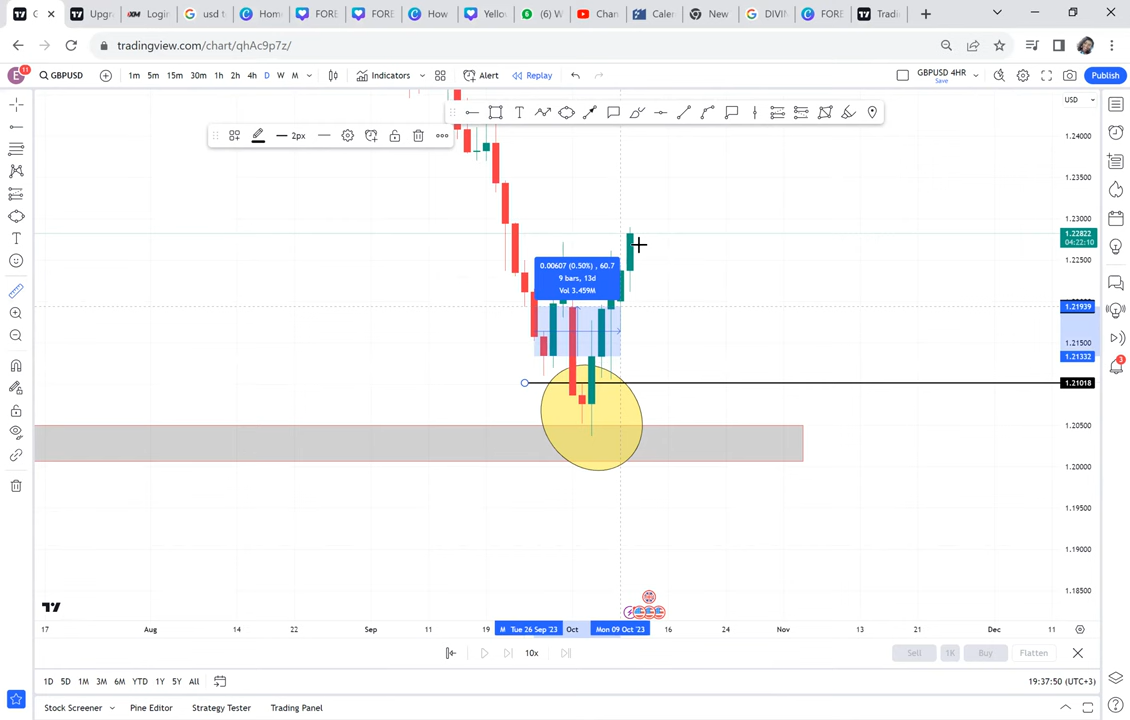 G
Upgr
Login
usd t
Hom
FORE
FORE
How
Yello
(6) W
Chan
Caler
New
DIVIN
FORE
Tradi
tradingview.com/chart/qhAc9p7z/
E 11
GBPUSD
1m 5m 15m 30m 1h 2h 4h D W M
Indicators
Alert
Replay
GBPUSD 4HR
Save
Publish
USD
2px
1.24000
1.23500
1.23000
1.22822
04:22:10
1.22500
0.00607 (0.50%) , 60.7
9 bars, 13d
Vol 3.459M
1.21939
1.21500
1.21332
1.21018
1.20500
1.20000
1.19500
1.19000
1.18500
3
17 Aug 14 22 Sep 11 19 M Tue 26 Sep '23 Oct Mon 09 Oct '23 16 24 Nov 13 21 Dec 11
10x
Sell 1K Buy Flatten
1D 5D 1M 3M 6M YTD 1Y 5Y All
19:37:50 (UTC+3)
Stock Screener Pine Editor Strategy Tester Trading Panel